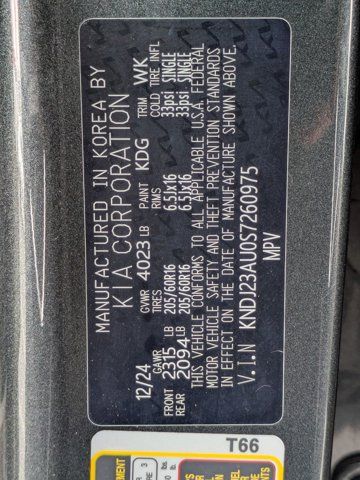 MANUFACTURED IN KOREA BY
KIA CORPORATION
12/24 GVWR 4023 LB PAINT KDG TRIM WK
GAWR TIRES RIMS COLD TIRE INFL
FRONT 2315 LB 205/60R16 6.5Jx16 33psi SINGLE
REAR 2094 LB 205/60R16 6.5Jx16 33psi SINGLE
THIS VEHICLE CONFORMS TO ALL APPLICABLE U.S.A. FEDERAL
MOTOR VEHICLE SAFETY AND THEFT PREVENTION STANDARDS
IN EFFECT ON THE DATE OF MANUFACTURE SHOWN ABOVE.
V.I.N KNDJ23AU0S7260975
MPV
T66